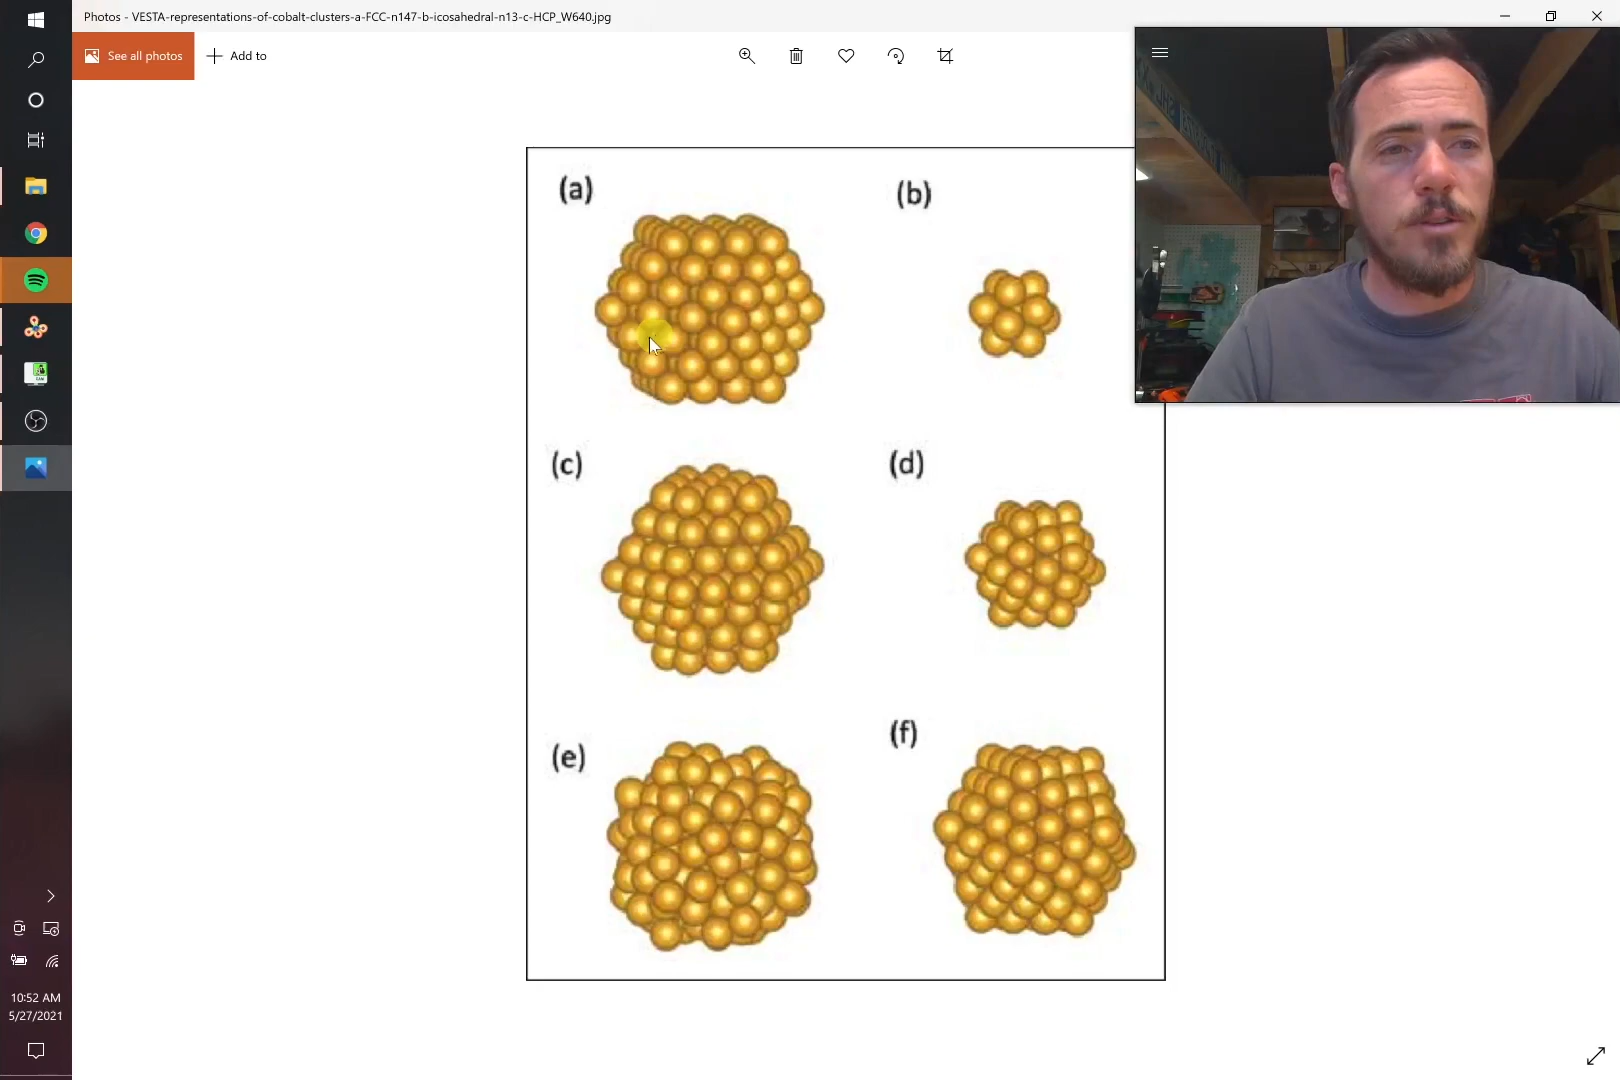 Photos - VESTA-representations-of-cobalt-clusters-a-FCC-n147-b-icosahedral-n13-c-HCP_W640.jpg
See all photos
Add to
(a)
(b)
(c)
(d)
(e)
(f)
10:52 AM
5/27/2021